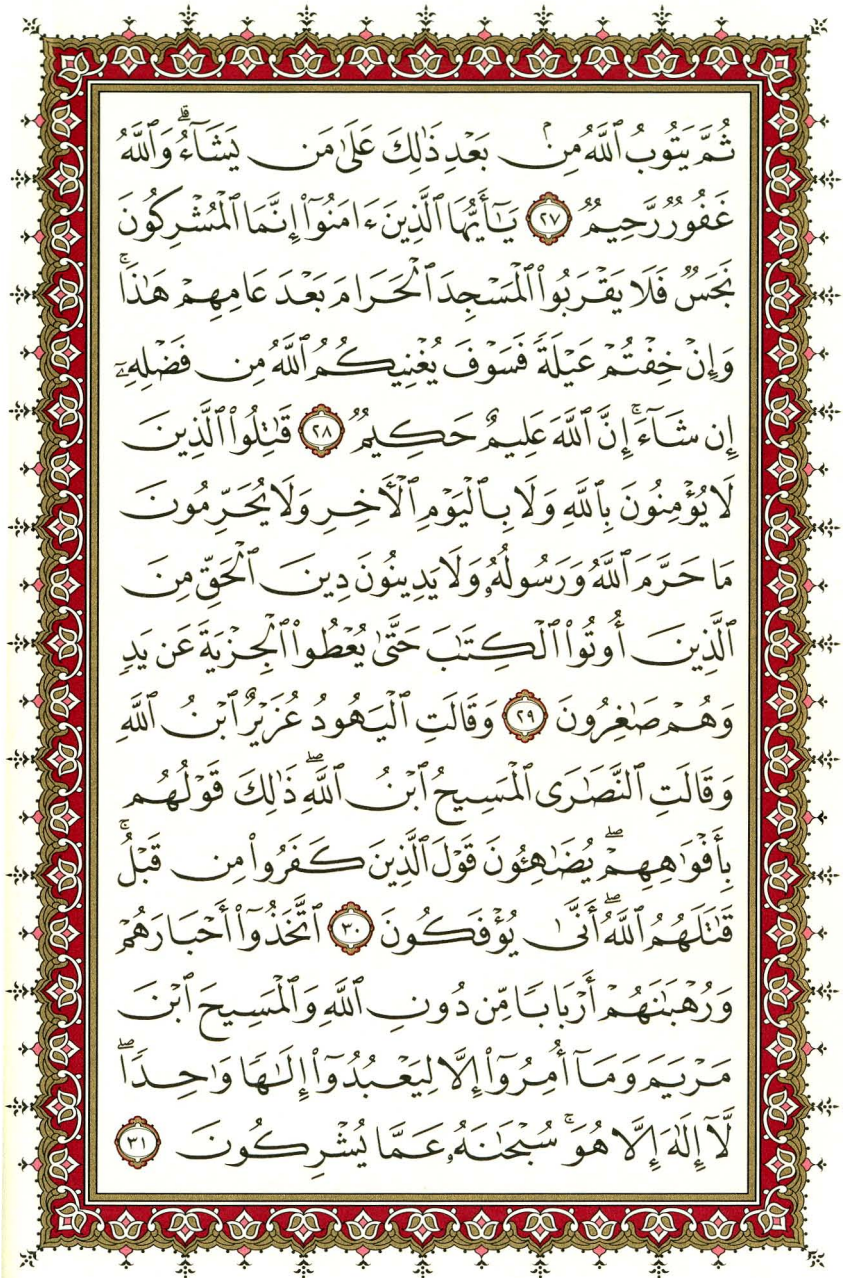 ثُمَّ يَتُوبُ ٱللَّهُ مِنۢ بَعْدِ ذَٰلِكَ عَلَىٰ مَن يَشَآءُ ۗ وَٱللَّهُ
غَفُورٌ رَّحِيمٌ ٢٧ يَـٰٓأَيُّهَا ٱلَّذِينَ ءَامَنُوٓا۟ إِنَّمَا ٱلْمُشْرِكُونَ
نَجَسٌ فَلَا يَقْرَبُوا۟ ٱلْمَسْجِدَ ٱلْحَرَامَ بَعْدَ عَامِهِمْ هَـٰذَا ۚ
وَإِنْ خِفْتُمْ عَيْلَةً فَسَوْفَ يُغْنِيكُمُ ٱللَّهُ مِن فَضْلِهِۦٓ
إِن شَآءَ ۚ إِنَّ ٱللَّهَ عَلِيمٌ حَكِيمٌ ٢٨ قَـٰتِلُوا۟ ٱلَّذِينَ
لَا يُؤْمِنُونَ بِٱللَّهِ وَلَا بِٱلْيَوْمِ ٱلْـَٔاخِرِ وَلَا يُحَرِّمُونَ
مَا حَرَّمَ ٱللَّهُ وَرَسُولُهُۥ وَلَا يَدِينُونَ دِينَ ٱلْحَقِّ مِنَ
ٱلَّذِينَ أُوتُوا۟ ٱلْكِتَـٰبَ حَتَّىٰ يُعْطُوا۟ ٱلْجِزْيَةَ عَن يَدٍ
وَهُمْ صَـٰغِرُونَ ٢٩ وَقَالَتِ ٱلْيَهُودُ عُزَيْرٌ ٱبْنُ ٱللَّهِ
وَقَالَتِ ٱلنَّصَـٰرَى ٱلْمَسِيحُ ٱبْنُ ٱللَّهِ ۖ ذَٰلِكَ قَوْلُهُم
بِأَفْوَٰهِهِمْ ۖ يُضَـٰهِـُٔونَ قَوْلَ ٱلَّذِينَ كَفَرُوا۟ مِن قَبْلُ ۚ
قَـٰتَلَهُمُ ٱللَّهُ ۖ أَنَّىٰ يُؤْفَكُونَ ٣٠ ٱتَّخَذُوٓا۟ أَحْبَارَهُمْ
وَرُهْبَـٰنَهُمْ أَرْبَابًا مِّن دُونِ ٱللَّهِ وَٱلْمَسِيحَ ٱبْنَ
مَرْيَمَ وَمَآ أُمِرُوٓا۟ إِلَّا لِيَعْبُدُوٓا۟ إِلَـٰهًا وَٰحِدًا ۖ
لَّآ إِلَـٰهَ إِلَّا هُوَ ۚ سُبْحَـٰنَهُۥ عَمَّا يُشْرِكُونَ ٣١